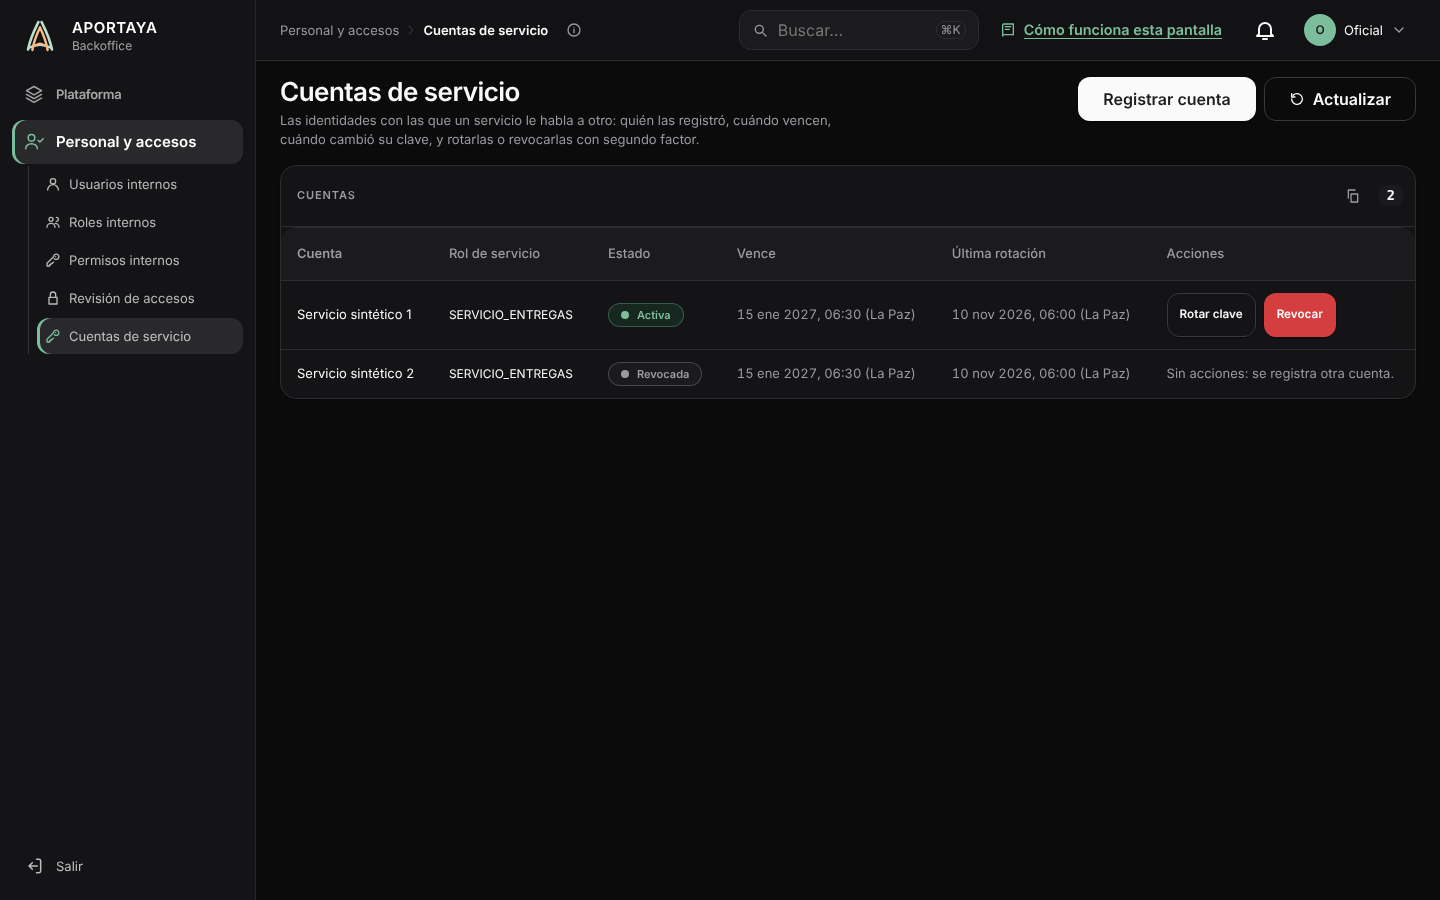 APORTAYA
Backoffice
Plataforma
Personal y accesos
Usuarios internos
Roles internos
Permisos internos
Revisión de accesos
Cuentas de servicio
Salir
Personal y accesos
Cuentas de servicio
Buscar...
⌘K
Cómo funciona esta pantalla
O
Oficial
Cuentas de servicio
Las identidades con las que un servicio le habla a otro: quién las registró, cuándo vencen,
cuándo cambió su clave, y rotarlas o revocarlas con segundo factor.
Registrar cuenta
Actualizar
CUENTAS
2
Cuenta Rol de servicio Estado Vence Última rotación Acciones
Servicio sintético 1 SERVICIO_ENTREGAS Activa 15 ene 2027, 06:30 (La Paz) 10 nov 2026, 06:00 (La Paz) Rotar clave Revocar
Servicio sintético 2 SERVICIO_ENTREGAS Revocada 15 ene 2027, 06:30 (La Paz) 10 nov 2026, 06:00 (La Paz) Sin acciones: se registra otra cuenta.